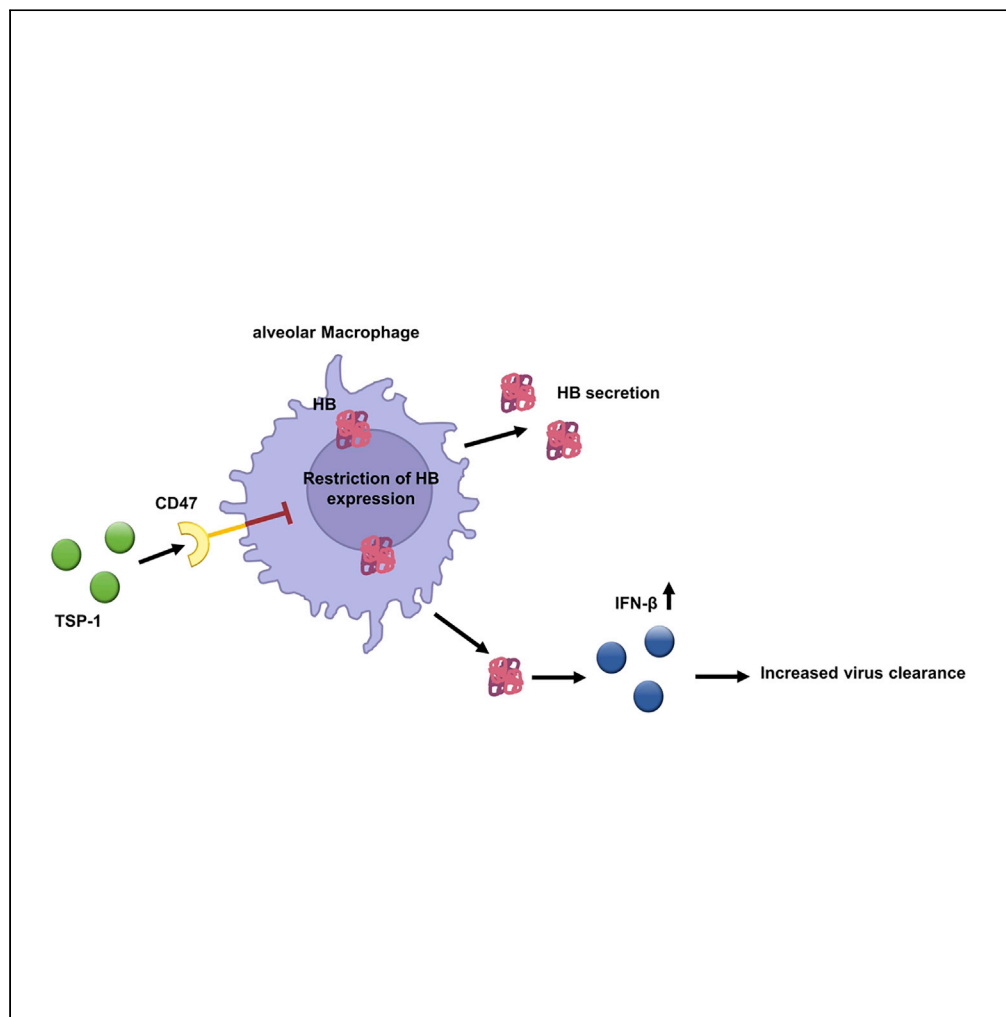 alveolar Macrophage
HB
HB secretion
Restriction of HB
expression
CD47
TSP-1
IFN-β
Increased virus clearance